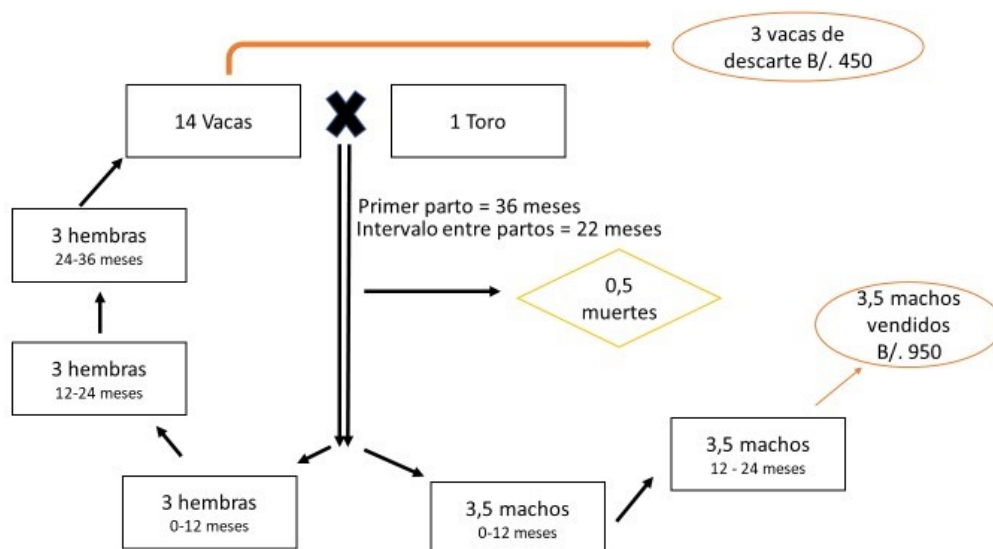 3 vacas de
descarte B/. 450
14 Vacas
1 Toro
Primer parto = 36 meses
Intervalo entre partos = 22 meses
3 hembras
24-36 meses
0,5
muertes
3,5 machos
vendidos
B/. 950
3 hembras
12-24 meses
3,5 machos
12 - 24 meses
3 hembras
0-12 meses
3,5 machos
0-12 meses